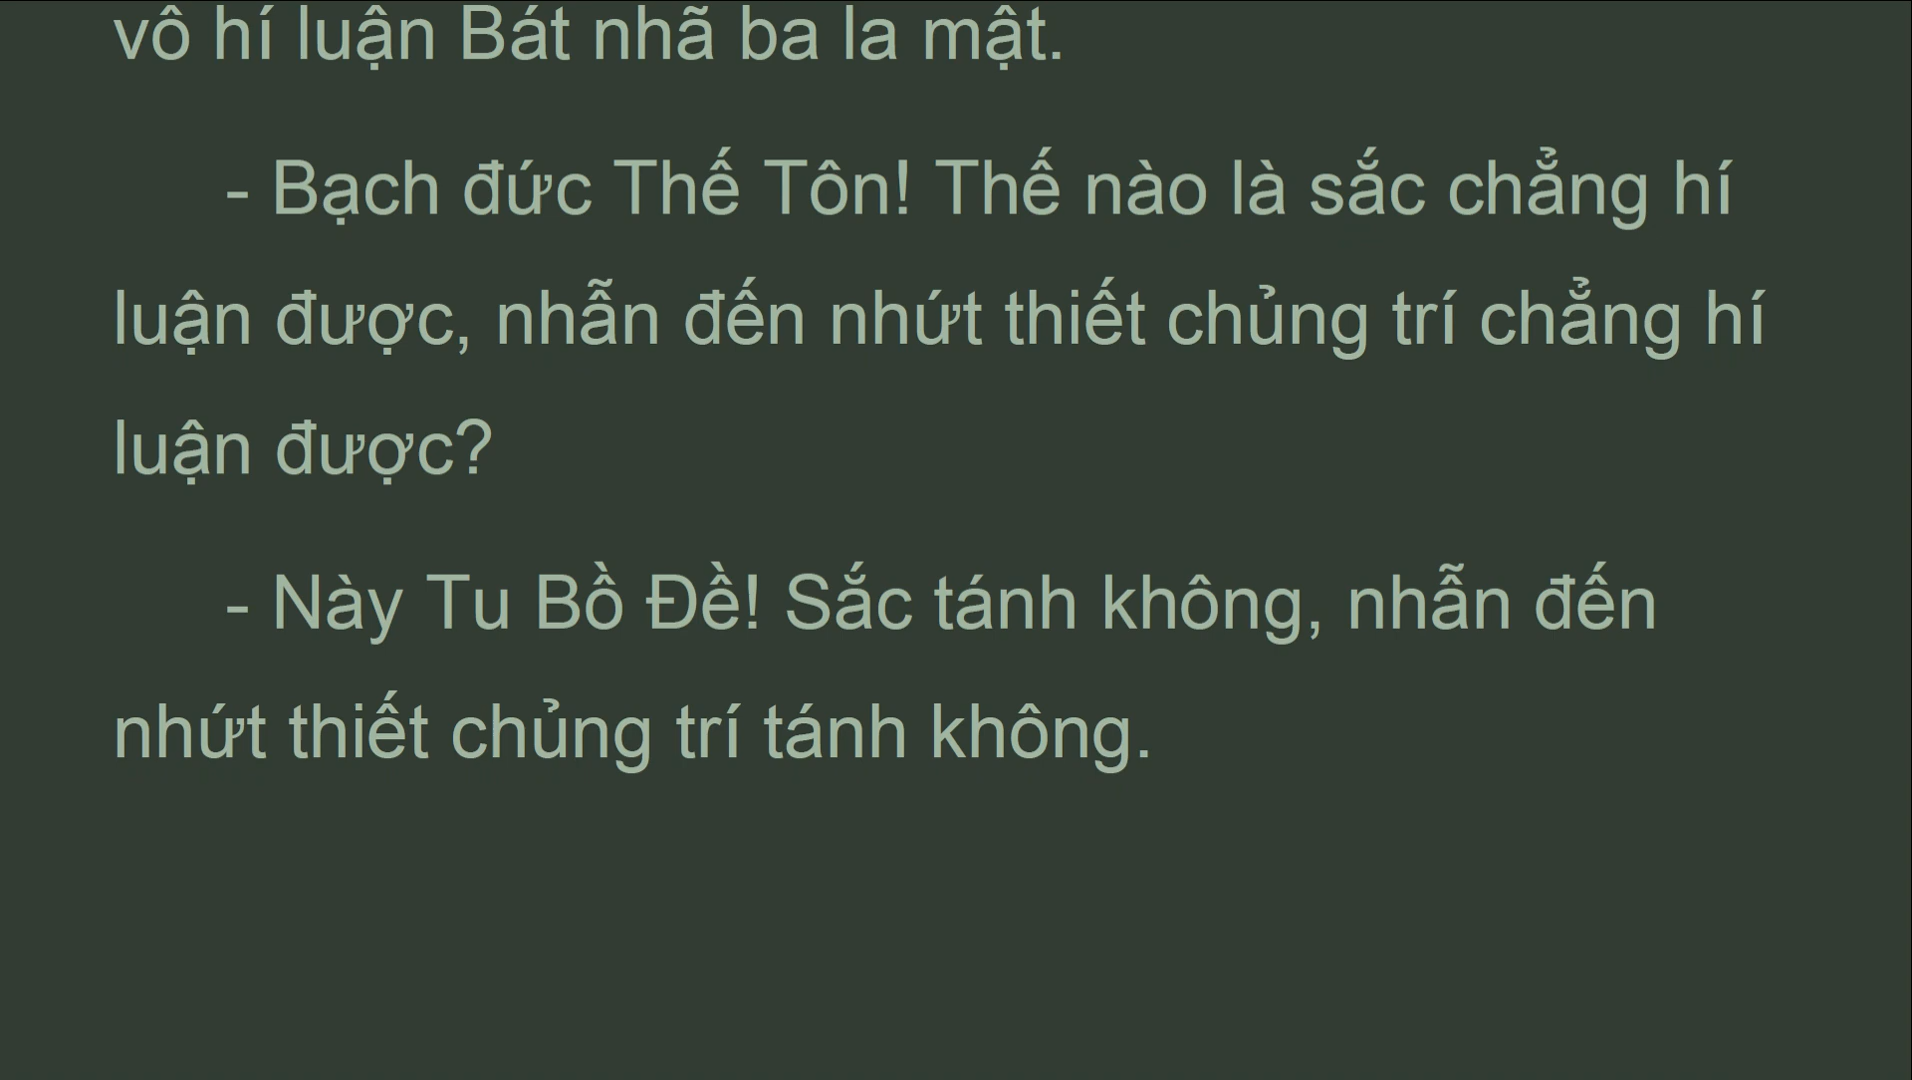 vô hí luận Bát nhã ba la mật.
- Bạch đức Thế Tôn! Thế nào là sắc chẳng hí
luận được, nhẫn đến nhứt thiết chủng trí chẳng hí
luận được?
- Này Tu Bồ Đề! Sắc tánh không, nhẫn đến
nhứt thiết chủng trí tánh không.